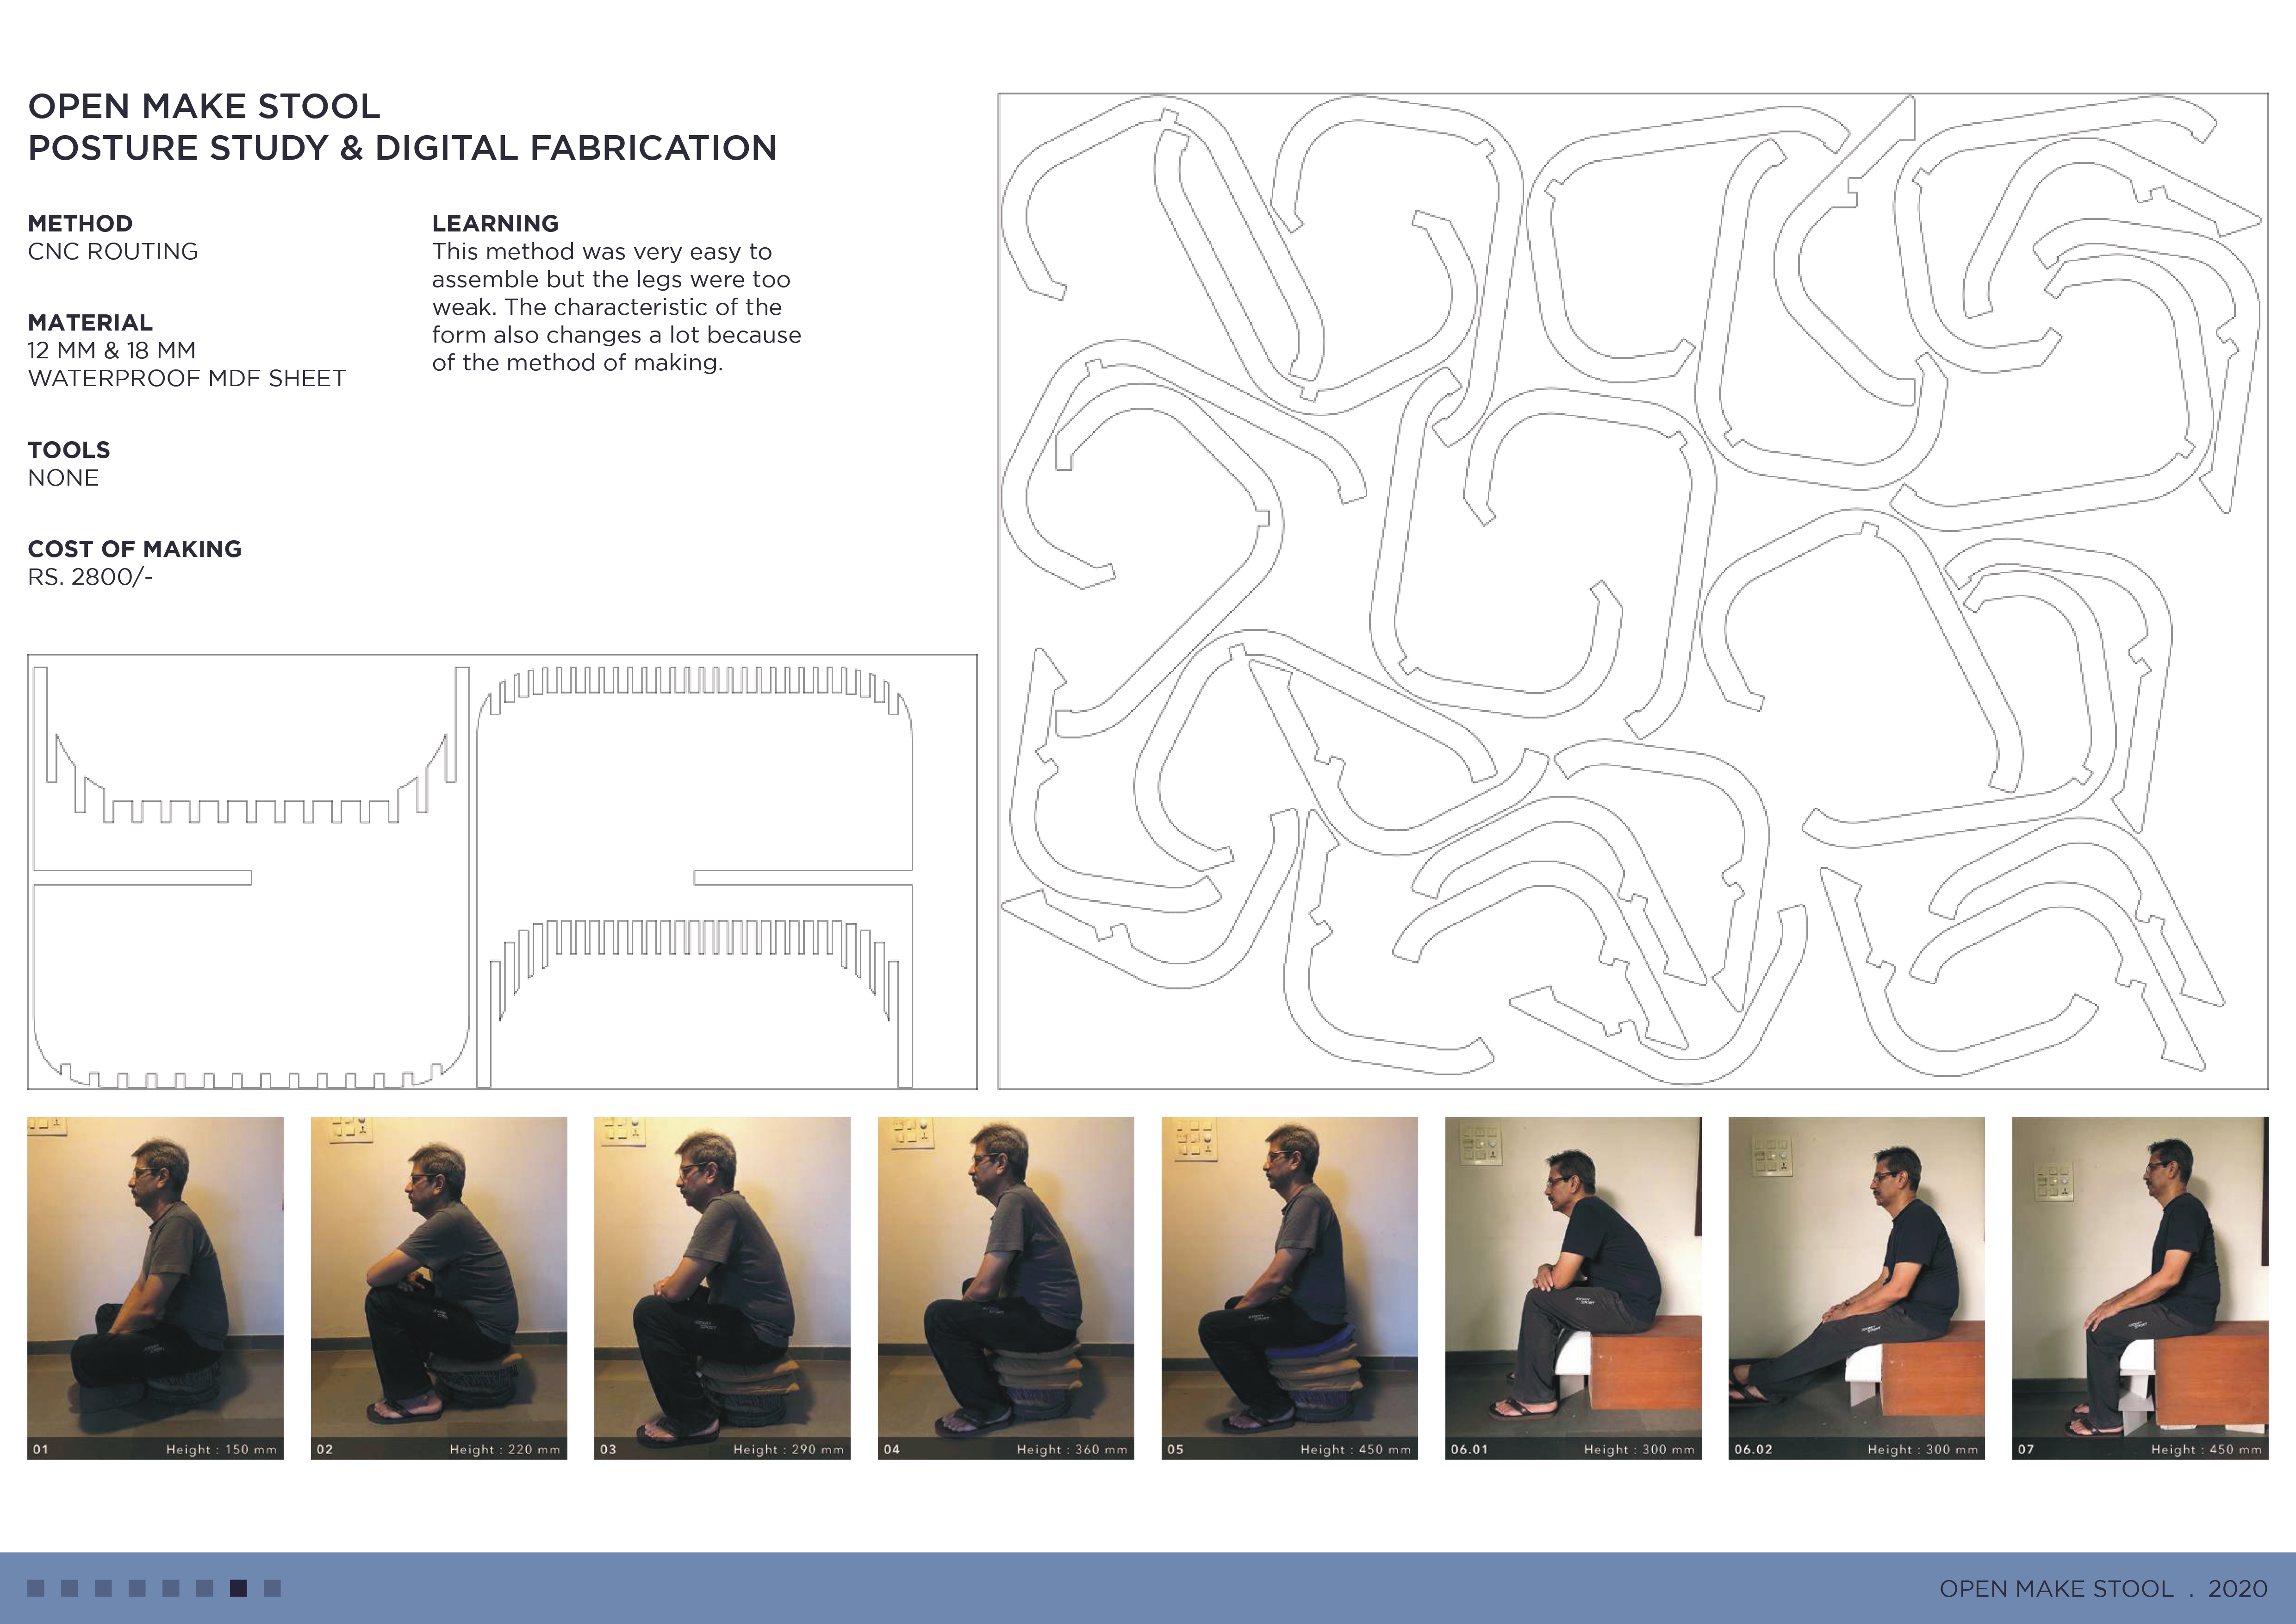 OPEN MAKE STOOL
POSTURE STUDY & DIGITAL FABRICATION
METHOD
CNC ROUTING
MATERIAL
12 MM & 18 MM
WATERPROOF MDF SHEET
TOOLS
NONE
COST OF MAKING
RS. 2800/-
LEARNING
This method was very easy to
assemble but the legs were too
weak. The characteristic of the
form also changes a lot because
of the method of making.
01 Height : 150 mm
02 Height : 220 mm
03 Height : 290 mm
04 Height : 360 mm
05 Height : 450 mm
06.01 Height : 300 mm
06.02 Height : 300 mm
07 Height : 450 mm
OPEN MAKE STOOL . 2020